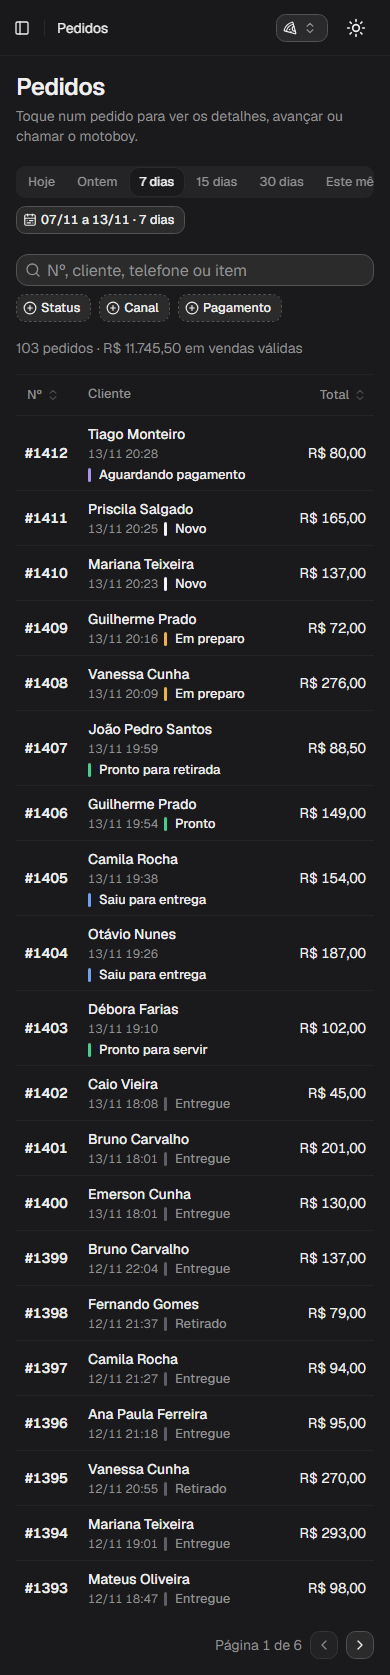 Pedidos
Pedidos
Toque num pedido para ver os detalhes, avançar ou
chamar o motoboy.
Hoje Ontem 7 dias 15 dias 30 dias Este mê
07/11 a 13/11 · 7 dias
Nº, cliente, telefone ou item
Status Canal Pagamento
103 pedidos · R$ 11.745,50 em vendas válidas
Nº Cliente Total
Tiago Monteiro
#1412 13/11 20:28 R$ 80,00
Aguardando pagamento
Priscila Salgado
#1411 13/11 20:25 Novo R$ 165,00
Mariana Teixeira
#1410 13/11 20:23 Novo R$ 137,00
Guilherme Prado
#1409 13/11 20:16 Em preparo R$ 72,00
Vanessa Cunha
#1408 13/11 20:09 Em preparo R$ 276,00
João Pedro Santos
#1407 13/11 19:59 R$ 88,50
Pronto para retirada
Guilherme Prado
#1406 13/11 19:54 Pronto R$ 149,00
Camila Rocha
#1405 13/11 19:38 R$ 154,00
Saiu para entrega
Otávio Nunes
#1404 13/11 19:26 R$ 187,00
Saiu para entrega
Débora Farias
#1403 13/11 19:10 R$ 102,00
Pronto para servir
Caio Vieira
#1402 13/11 18:08 Entregue R$ 45,00
Bruno Carvalho
#1401 13/11 18:01 Entregue R$ 201,00
Emerson Cunha
#1400 13/11 18:01 Entregue R$ 130,00
Bruno Carvalho
#1399 12/11 22:04 Entregue R$ 137,00
Fernando Gomes
#1398 12/11 21:37 Retirado R$ 79,00
Camila Rocha
#1397 12/11 21:27 Entregue R$ 94,00
Ana Paula Ferreira
#1396 12/11 21:18 Entregue R$ 95,00
Vanessa Cunha
#1395 12/11 20:55 Retirado R$ 270,00
Mariana Teixeira
#1394 12/11 19:01 Entregue R$ 293,00
Mateus Oliveira
#1393 12/11 18:47 Entregue R$ 98,00
Página 1 de 6